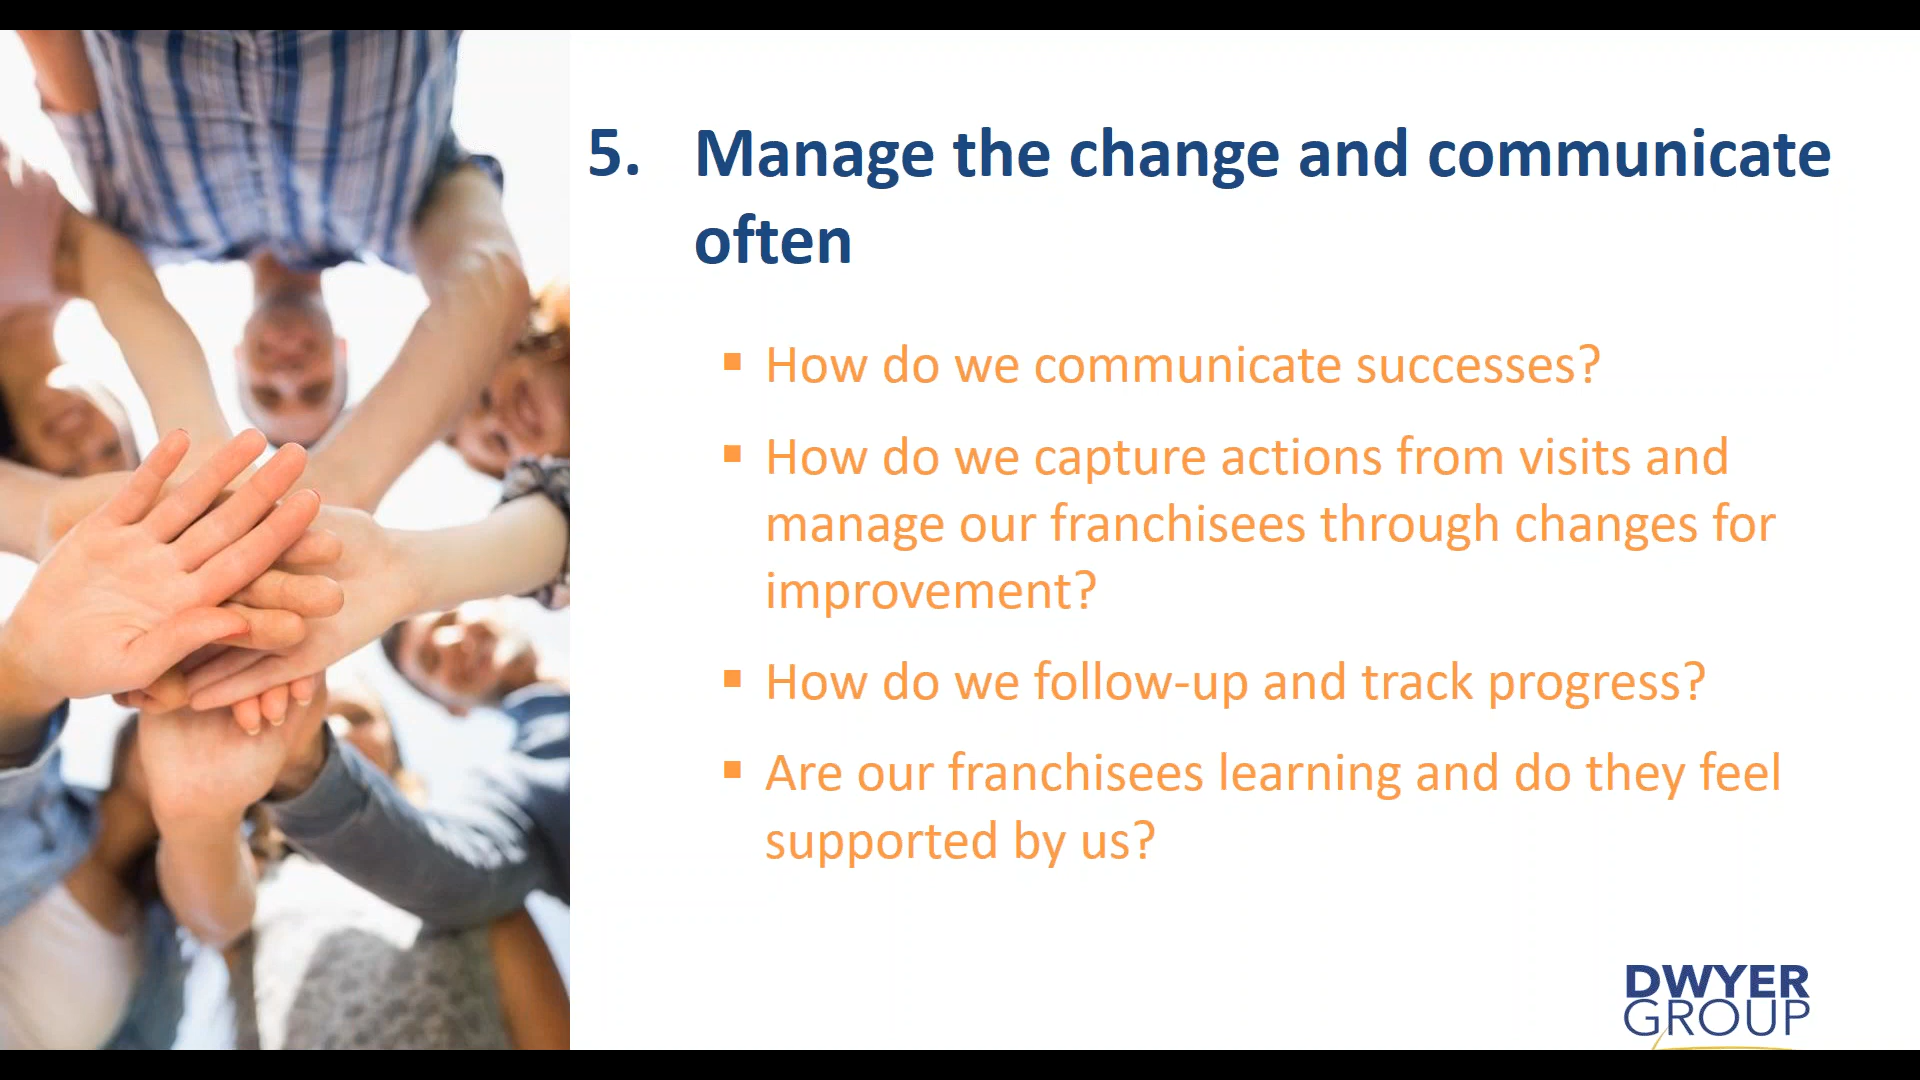 5. Manage the change and communicate
often
▪ How do we communicate successes?
▪ How do we capture actions from visits and
manage our franchisees through changes for
improvement?
▪ How do we follow-up and track progress?
▪ Are our franchisees learning and do they feel
supported by us?
DWYER
GROUP